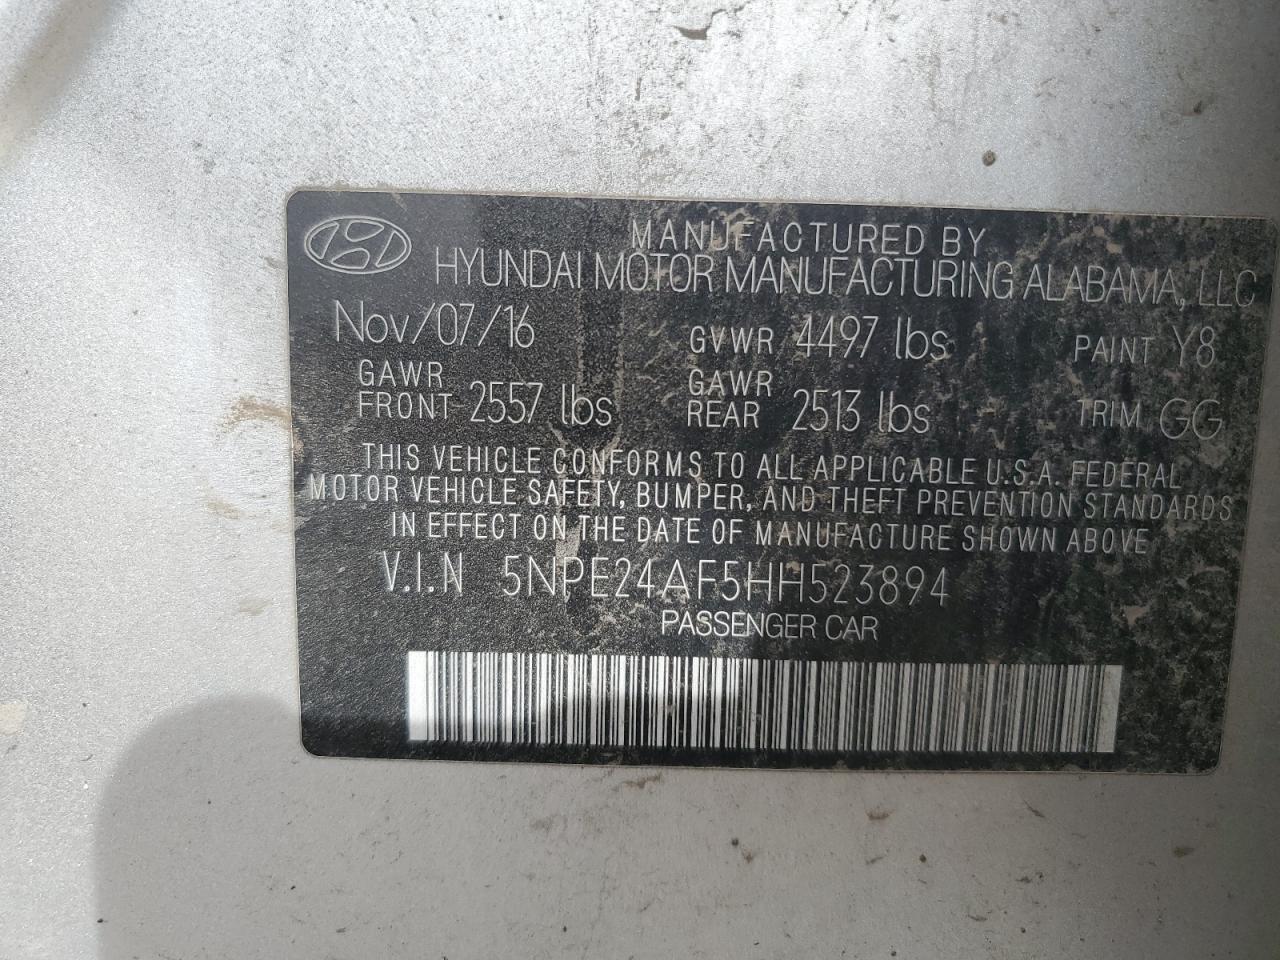 MANUFACTURED BY
HYUNDAI MOTOR MANUFACTURING ALABAMA, LLC
Nov/07/16 GVWR 4497 lbs PAINT Y8
GAWR FRONT 2557 lbs GAWR REAR 2513 lbs TRIM GG
THIS VEHICLE CONFORMS TO ALL APPLICABLE U.S.A. FEDERAL
MOTOR VEHICLE SAFETY, BUMPER, AND THEFT PREVENTION STANDARDS
IN EFFECT ON THE DATE OF MANUFACTURE SHOWN ABOVE
V.I.N 5NPE24AF5HH523894
PASSENGER CAR